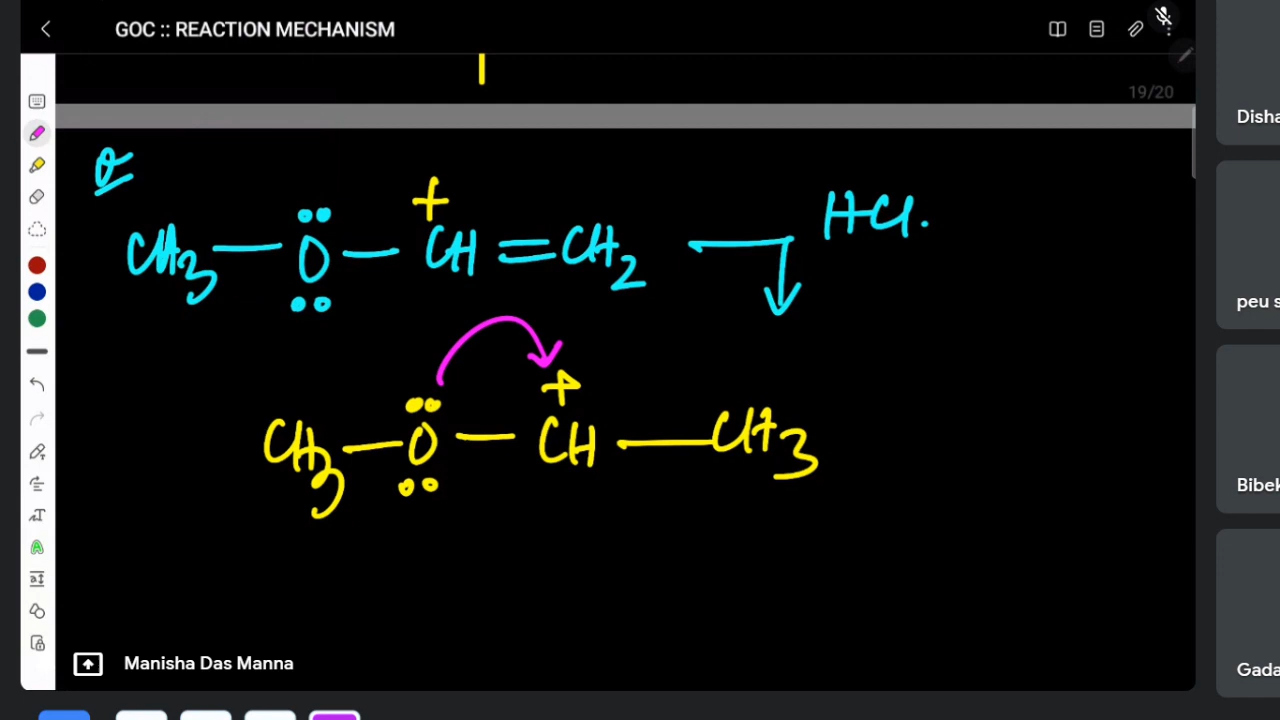 GOC :: REACTION MECHANISM
19/20
Disha
Q
+
CH3 — Ö — CH = CH2 HCl.
peu s
+
CH3 — Ö — CH — CH3
Bibek
Manisha Das Manna
Gada